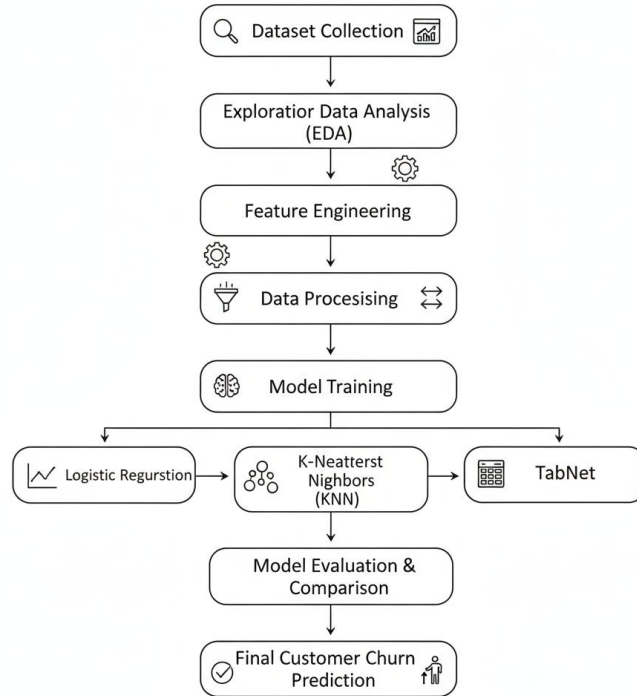 Dataset Collection
Exploratior Data Analysis
(EDA)
Feature Engineering
Data Procesising
Model Training
Logistic Regurstion
K-Neatterst
Nighbors
(KNN)
TabNet
Model Evaluation &
Comparison
Final Customer Churn
Prediction